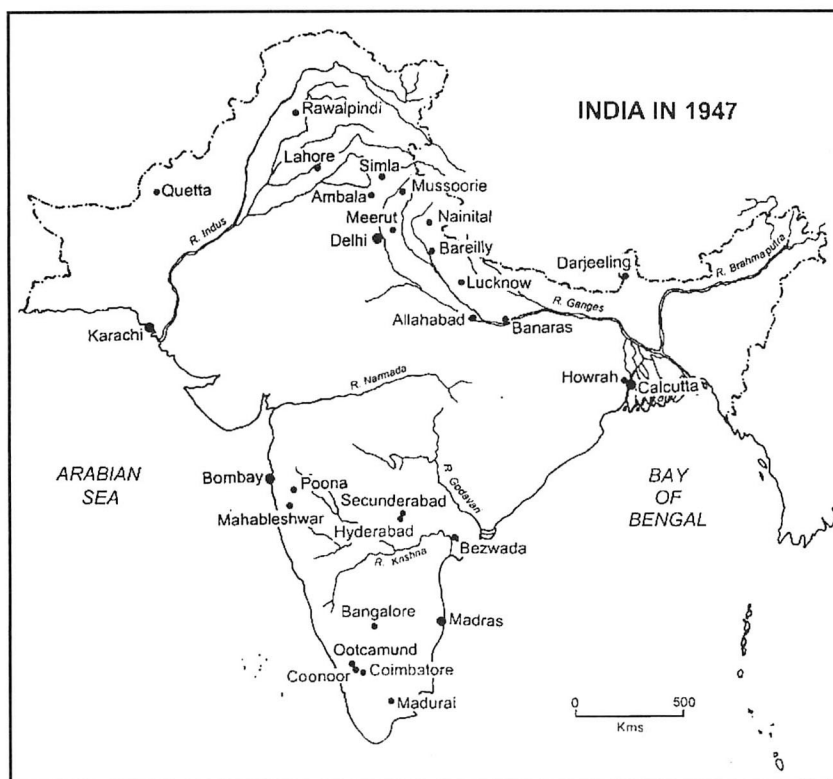 INDIA IN 1947
Rawalpindi
Lahore
Simla
Quetta
Mussoorie
Ambala
R. Indus
Meerut
Nainital
Delhi
Bareilly
Darjeeling
R. Brahmaputra
Lucknow
R. Ganges
Karachi
Allahabad
Banaras
Howrah
Calcutta
R. Narmada
ARABIAN
SEA
Bombay
Poona
Mahableshwar
Secunderabad
Hyderabad
R. Godavari
BAY
OF
BENGAL
Bezwada
R. Krishna
Bangalore
Madras
Ootcamund
Coonoor
Coimbatore
Madurai
0 500
Kms